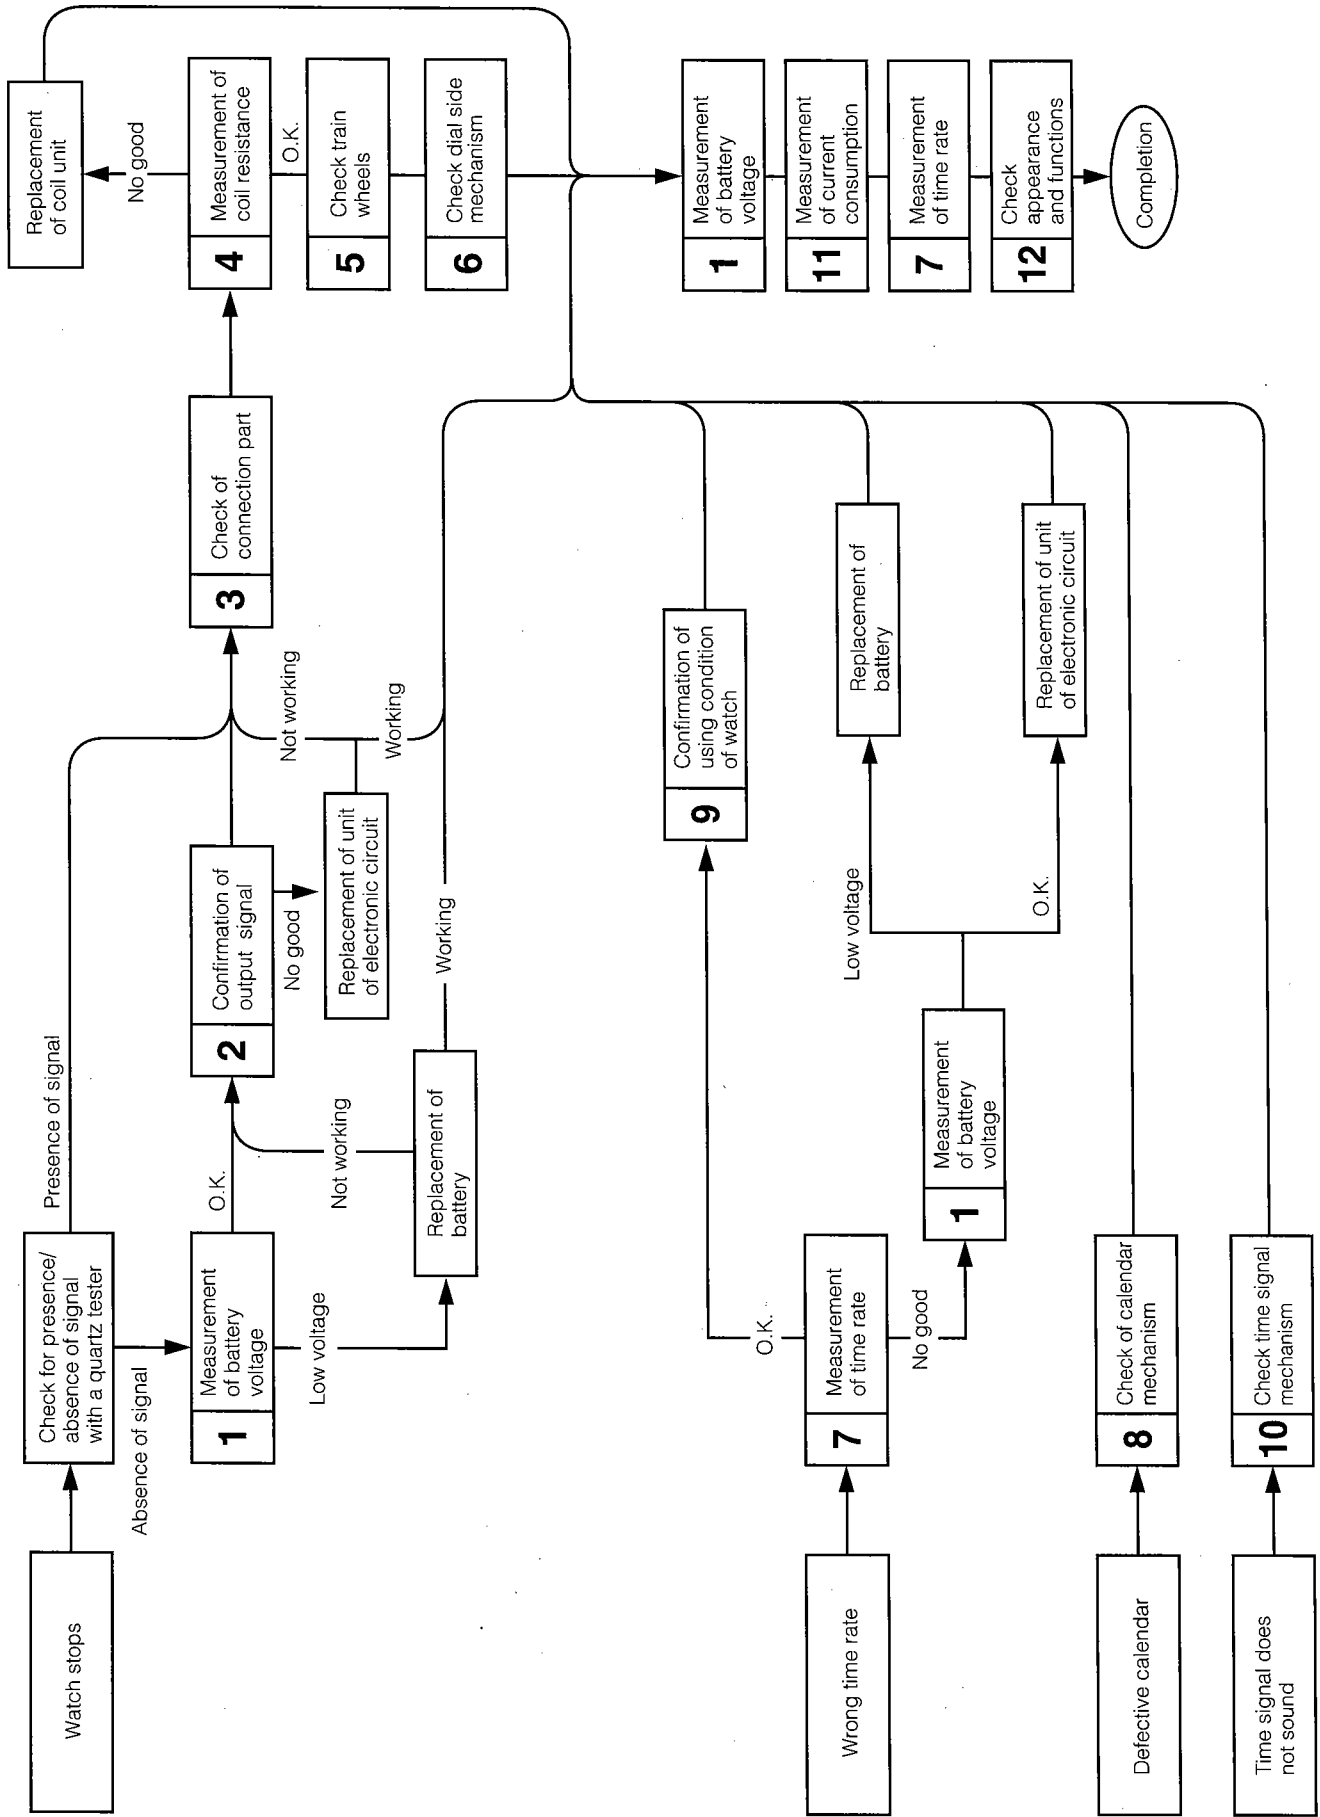 Watch stops
Check for presence/
absence of signal
with a quartz tester
Presence of signal
Absence of signal
1
Measurement
of battery
voltage
O.K.
Low voltage
Replacement of
battery
Not working
Working
2
Confirmation of
output signal
No good
Replacement of unit
of electronic circuit
Not working
Working
3
Check of
connection part
4
Measurement of
coil resistance
No good
Replacement
of coil unit
O.K.
5
Check train
wheels
6
Check dial side
mechanism
Wrong time rate
7
Measurement
of time rate
O.K.
No good
9
Confirmation of
using condition
of watch
1
Measurement
of battery
voltage
Low voltage
O.K.
Replacement of
battery
Replacement of unit
of electronic circuit
Defective calendar
8
Check of calendar
mechanism
Time signal does
not sound
10
Check time signal
mechanism
1
Measurement
of battery
voltage
11
Measurement
of current
consumption
7
Measurement
of time rate
12
Check
appearance
and functions
Completion